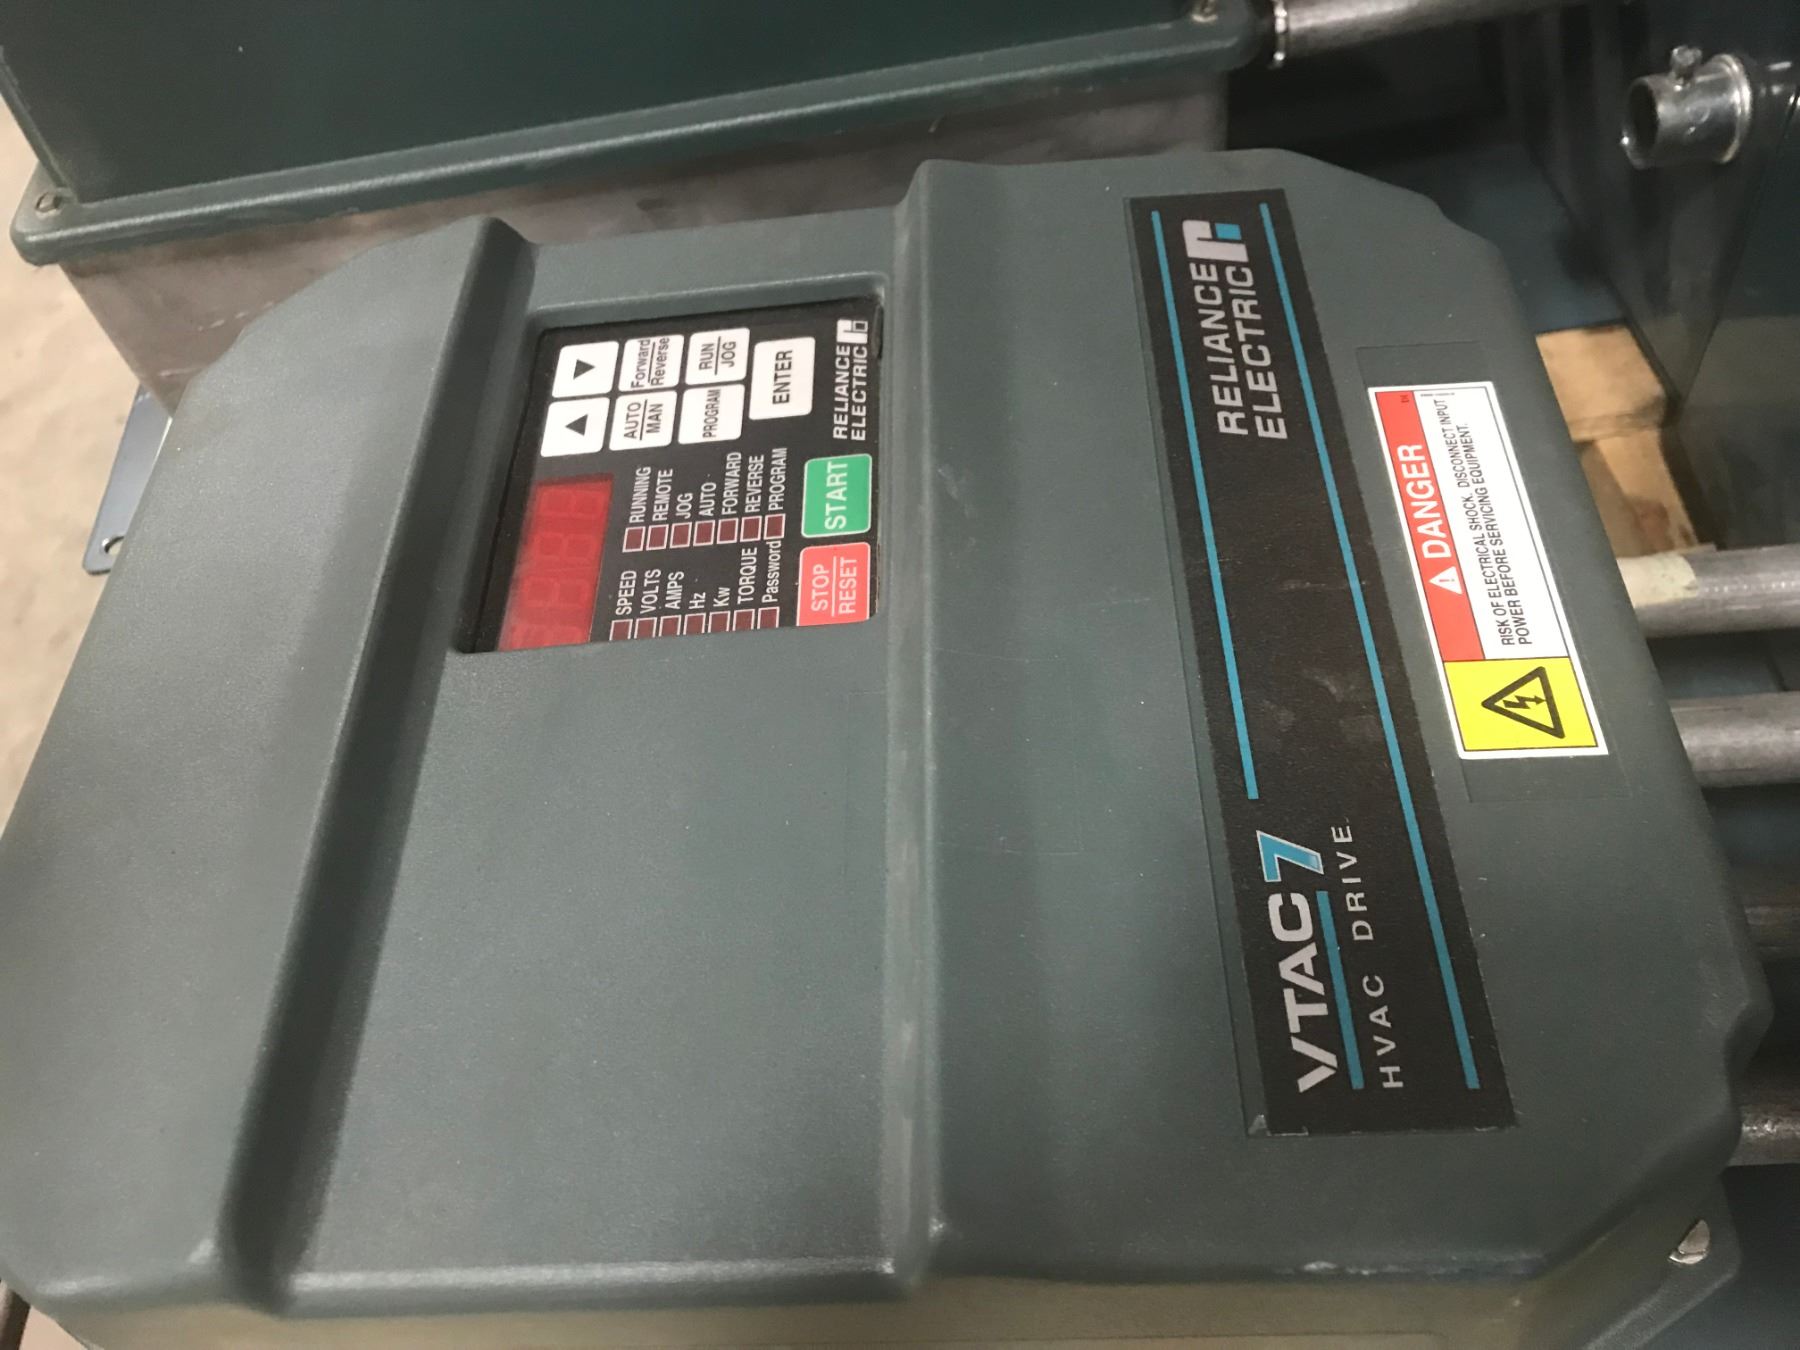 ▲
▼
AUTO
MAN
Forward
Reverse
PROGRAM
RUN
JOG
ENTER
SPEED
VOLTS
AMPS
Hz
Kw
TORQUE
Password
RUNNING
REMOTE
JOG
AUTO
FORWARD
REVERSE
PROGRAM
STOP
RESET
START
RELIANCE
ELECTRIC
VTAC7
HVAC DRIVE
RELIANCE
ELECTRIC
DANGER
RISK OF ELECTRICAL SHOCK. DISCONNECT INPUT
POWER BEFORE SERVICING EQUIPMENT.